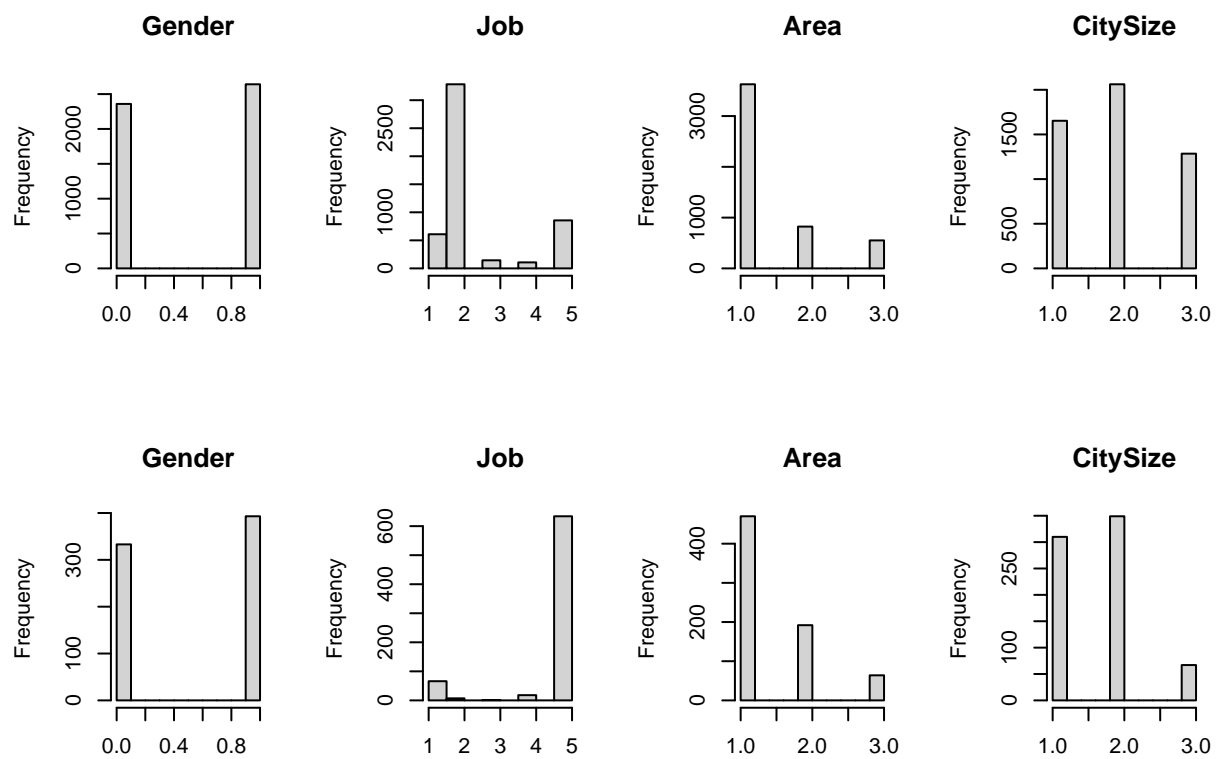 Gender
Frequency
0 1000 2000
0.0 0.4 0.8
Job
Frequency
0 1000 2500
1 2 3 4 5
Area
Frequency
0 1000 3000
1.0 2.0 3.0
CitySize
Frequency
0 500 1500
1.0 2.0 3.0
Gender
Frequency
0 100 300
0.0 0.4 0.8
Job
Frequency
0 200 400 600
1 2 3 4 5
Area
Frequency
0 200 400
1.0 2.0 3.0
CitySize
Frequency
0 100 250
1.0 2.0 3.0